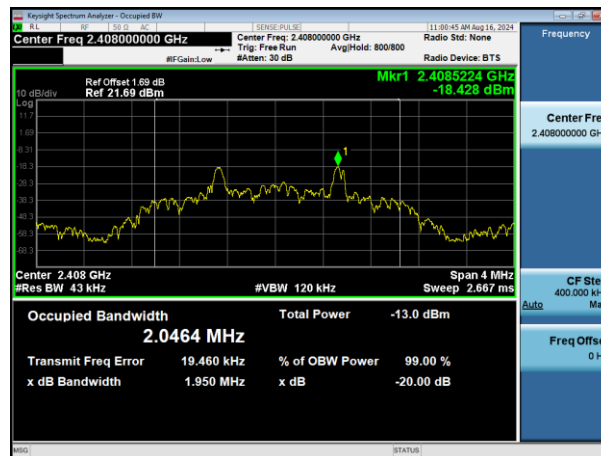 Keysight Spectrum Analyzer - Occupied BW
RL RF 50 Ω AC SENSE:PULSE 11:00:45 AM Aug 16, 2024
Center Freq 2.408000000 GHz
Center Freq: 2.408000000 GHz
Radio Std: None
Trig: Free Run
Avg|Hold: 800/800
#IFGain:Low
#Atten: 30 dB
Radio Device: BTS
Frequency
Ref Offset 1.69 dB
Mkr1 2.4085224 GHz
10 dB/div
Ref 21.69 dBm
-18.428 dBm
Log
11.7
1.69
-8.31
-18.3
-28.3
-38.3
-48.3
-58.3
-68.3
1
Center Fre
2.408000000 GH
Center 2.408 GHz
Span 4 MHz
#Res BW 43 kHz
#VBW 120 kHz
Sweep 2.667 ms
CF Ste
400.000 kH
Auto Ma
Occupied Bandwidth
2.0464 MHz
Total Power -13.0 dBm
Transmit Freq Error 19.460 kHz
% of OBW Power 99.00 %
x dB Bandwidth 1.950 MHz
x dB -20.00 dB
Freq Offse
0 H
MSG
STATUS